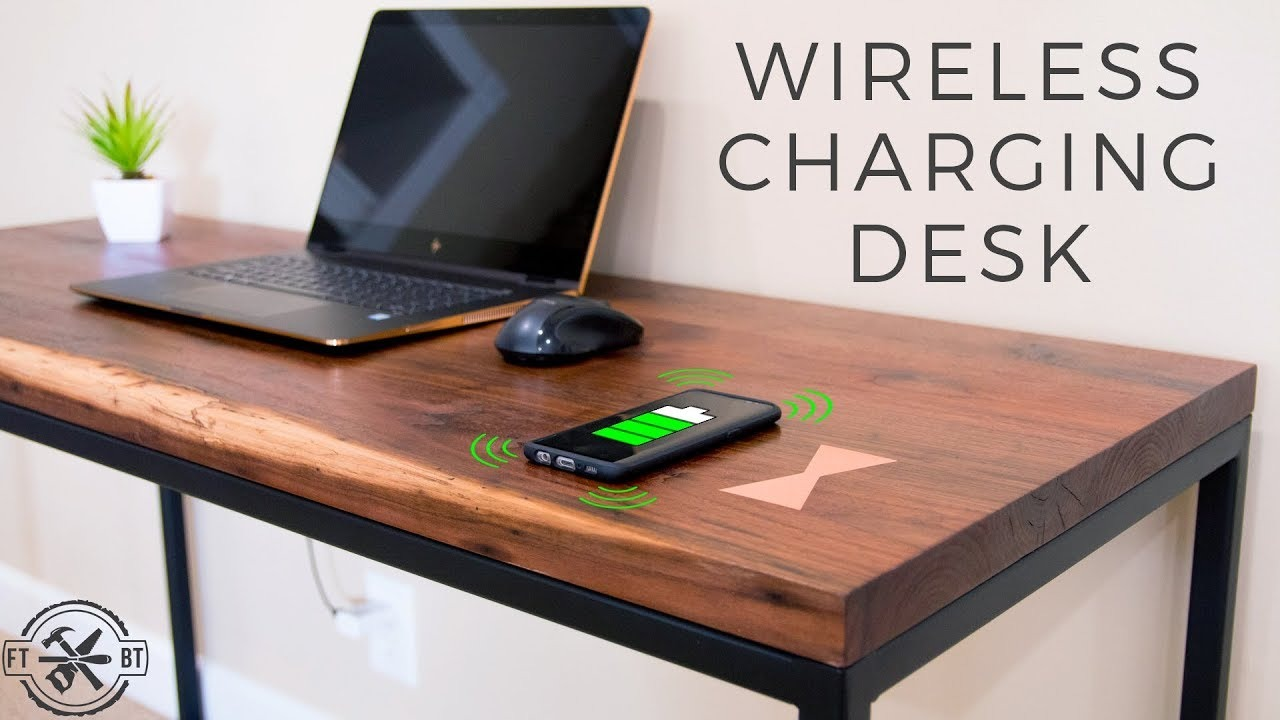 WIRELESS
CHARGING
DESK
FT BT